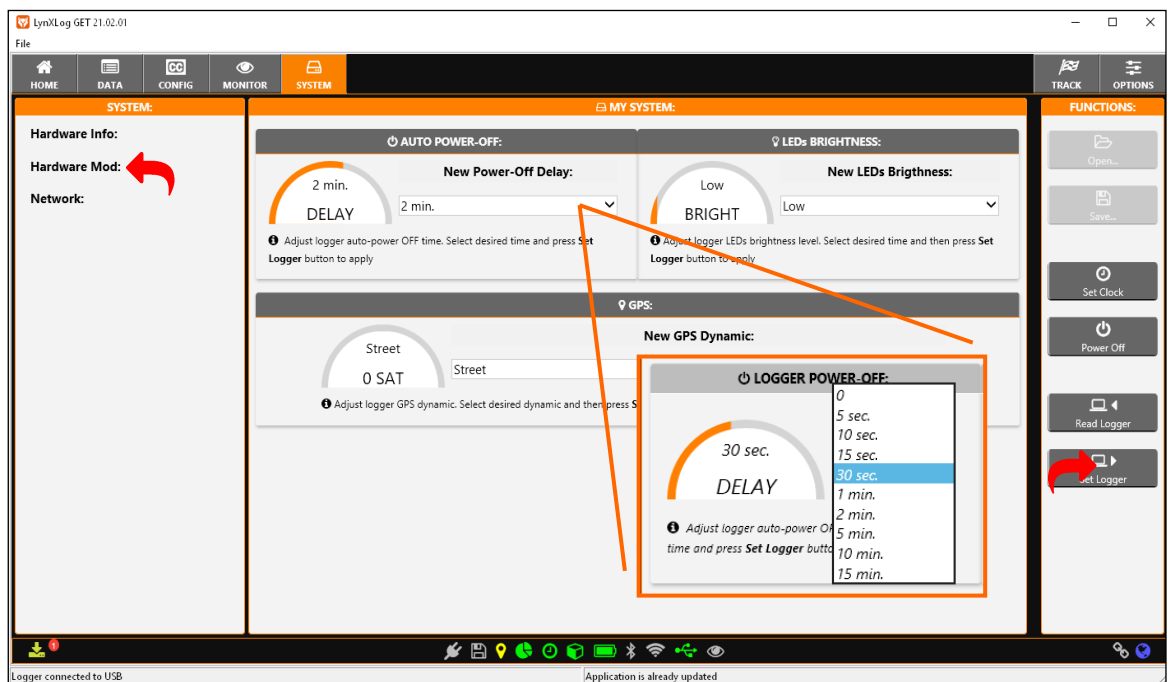 LynXLog GET 21.02.01
File
HOME
DATA
CC
CONFIG
MONITOR
SYSTEM
TRACK
OPTIONS
SYSTEM:
Hardware Info:
Hardware Mod:
Network:
MY SYSTEM:
AUTO POWER-OFF:
2 min.
DELAY
New Power-Off Delay:
2 min.
Adjust logger auto-power OFF time. Select desired time and press Set
Logger button to apply
LEDs BRIGHTNESS:
Low
BRIGHT
New LEDs Brigthness:
Low
Adjust logger LEDs brightness level. Select desired time and then press Set
Logger button to apply
GPS:
Street
0 SAT
New GPS Dynamic:
Street
Adjust logger GPS dynamic. Select desired dynamic and then press
LOGGER POWER-OFF:
30 sec.
DELAY
Adjust logger auto-power
time and press Set Logger
0
5 sec.
10 sec.
15 sec.
30 sec.
1 min.
2 min.
5 min.
10 min.
15 min.
FUNCTIONS:
Open...
Save...
Set Clock
Power Off
Read Logger
Set Logger
1
Logger connected to USB
Application is already updated